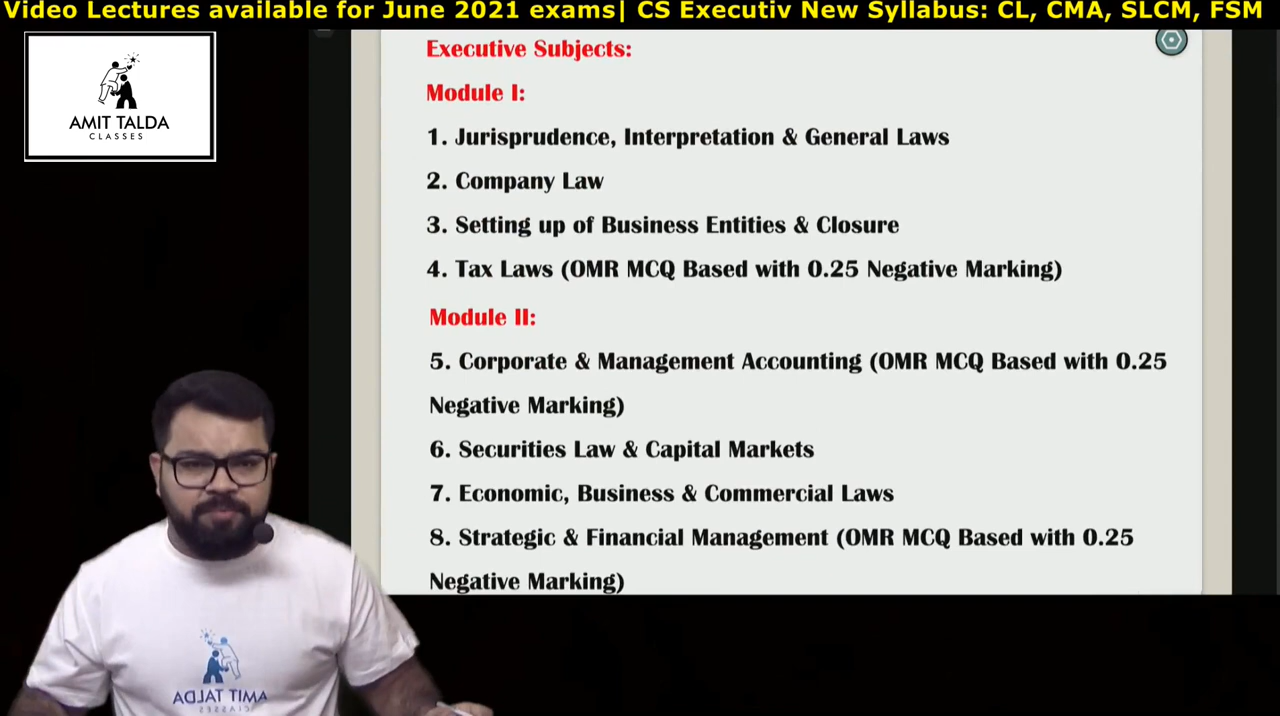 Video Lectures available for June 2021 exams| CS Executiv New Syllabus: CL, CMA, SLCM, FSM
AMIT TALDA
CLASSES
Executive Subjects:
Module I:
1. Jurisprudence, Interpretation & General Laws
2. Company Law
3. Setting up of Business Entities & Closure
4. Tax Laws (OMR MCQ Based with 0.25 Negative Marking)
Module II:
5. Corporate & Management Accounting (OMR MCQ Based with 0.25
Negative Marking)
6. Securities Law & Capital Markets
7. Economic, Business & Commercial Laws
8. Strategic & Financial Management (OMR MCQ Based with 0.25
Negative Marking)
AMIT TALDA
CLASSES